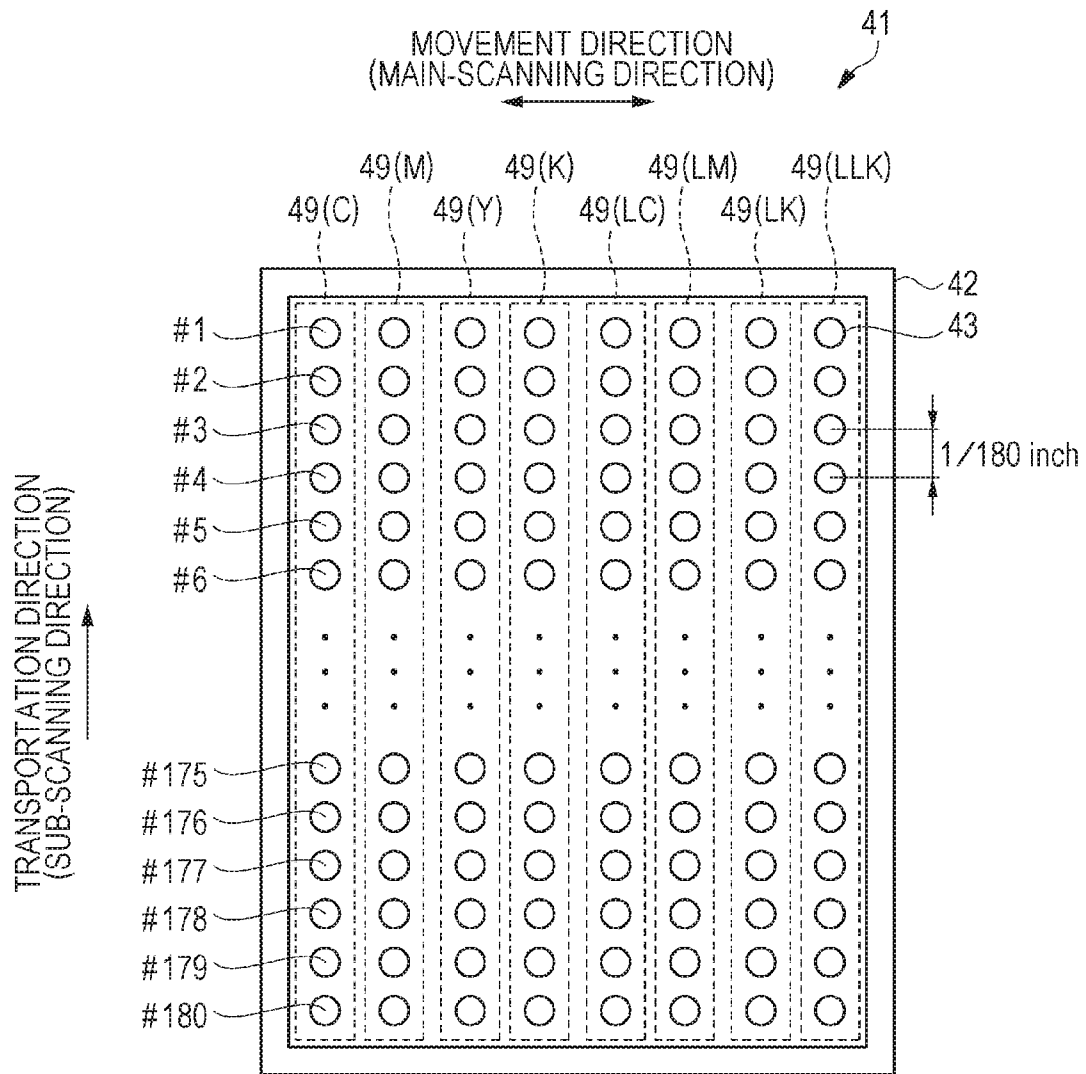 41
MOVEMENT DIRECTION
(MAIN-SCANNING DIRECTION)
49(M) 49(K) 49(LM) 49(LLK)
49(C) 49(Y) 49(LC) 49(LK)
42
#1
43
#2
#3
1/180 inch
#4
#5
#6
TRANSPORTATION DIRECTION
(SUB-SCANNING DIRECTION)
#175
#176
#177
#178
#179
#180